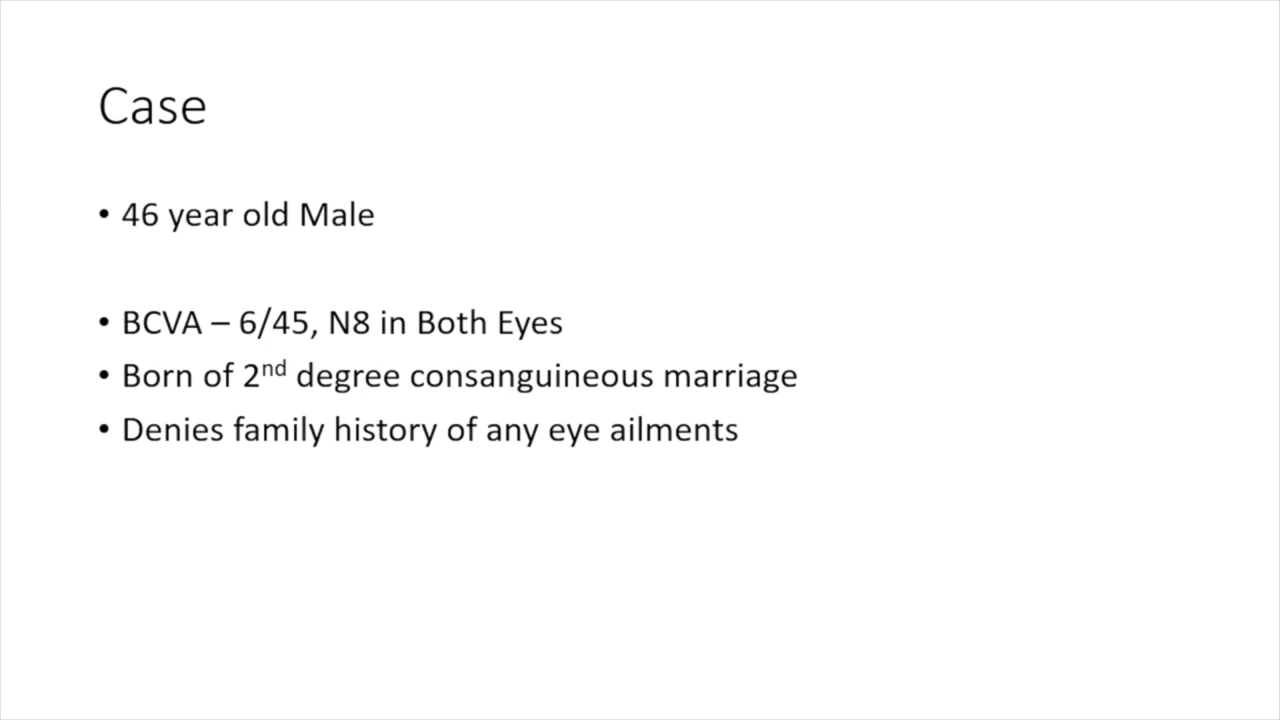 Case
• 46 year old Male
• BCVA – 6/45, N8 in Both Eyes
• Born of 2nd degree consanguineous marriage
• Denies family history of any eye ailments